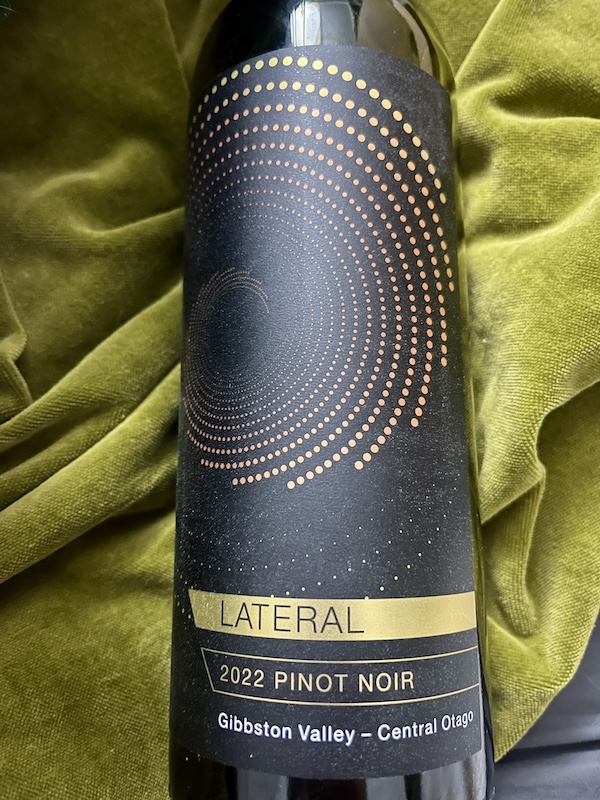 LATERAL
2022 PINOT NOIR
Gibbston Valley – Central Otago